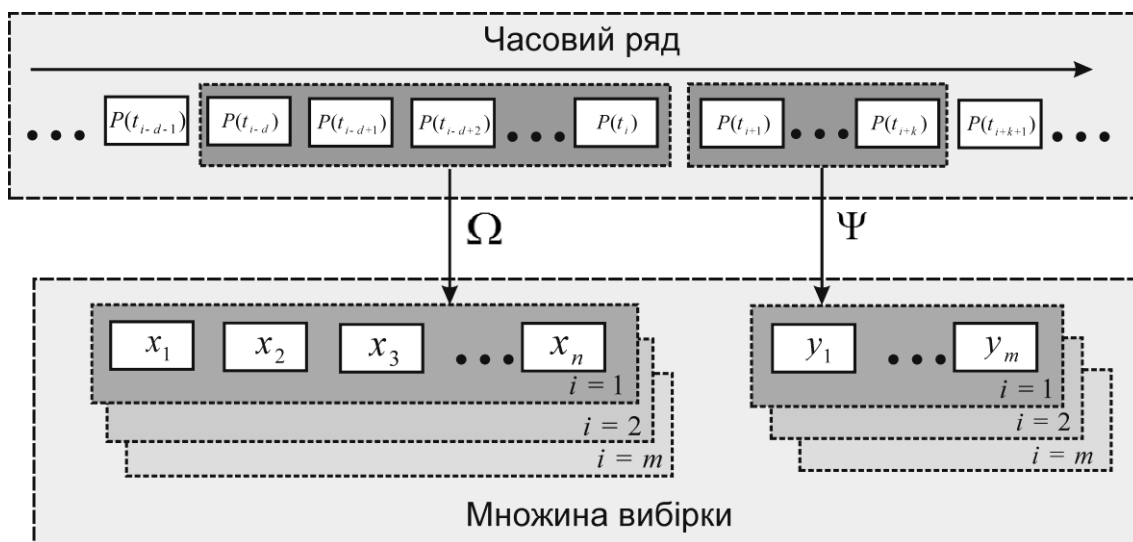 Часовий ряд
... P(t_{i-d-1}) P(t_{i-d}) P(t_{i-d+1}) P(t_{i-d+2}) ... P(t_i) P(t_{i+1}) ... P(t_{i+k}) P(t_{i+k+1}) ...
Ω Ψ
x_1 x_2 x_3 ... x_n y_1 ... y_m
i = 1 i = 1
i = 2 i = 2
i = m i = m
Множина вибірки